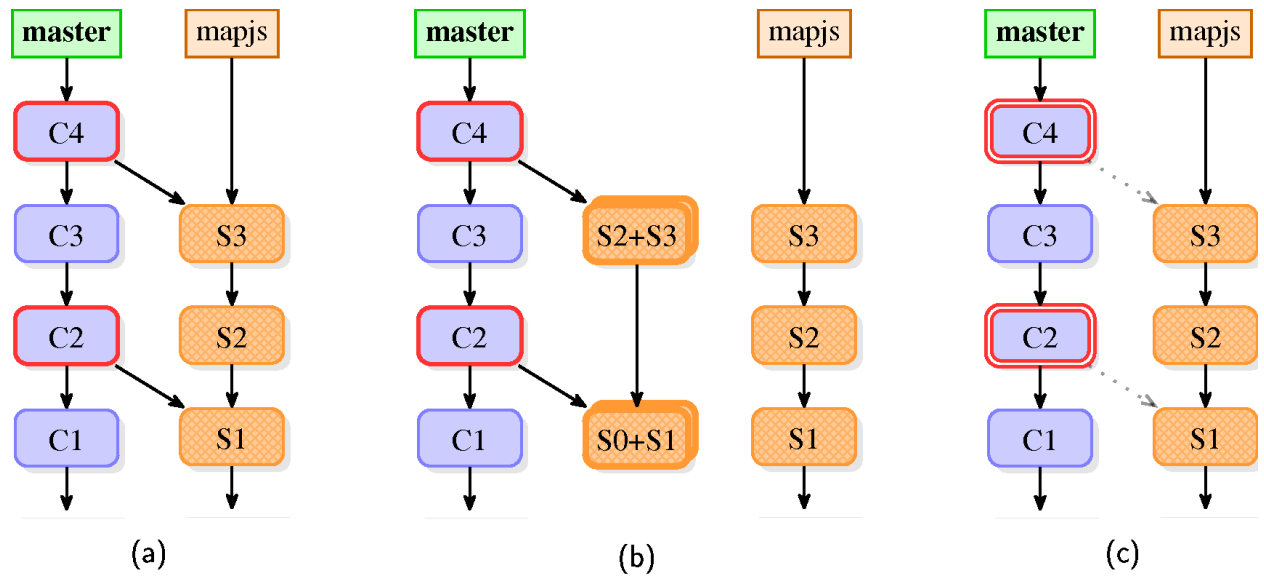 master mapjs master mapjs master mapjs
C4 C4 C4
C3 S3 C3 S2+S3 S3 C3 S3
C2 S2 C2 S2 C2 S2
C1 S1 C1 S0+S1 S1 C1 S1
(a) (b) (c)